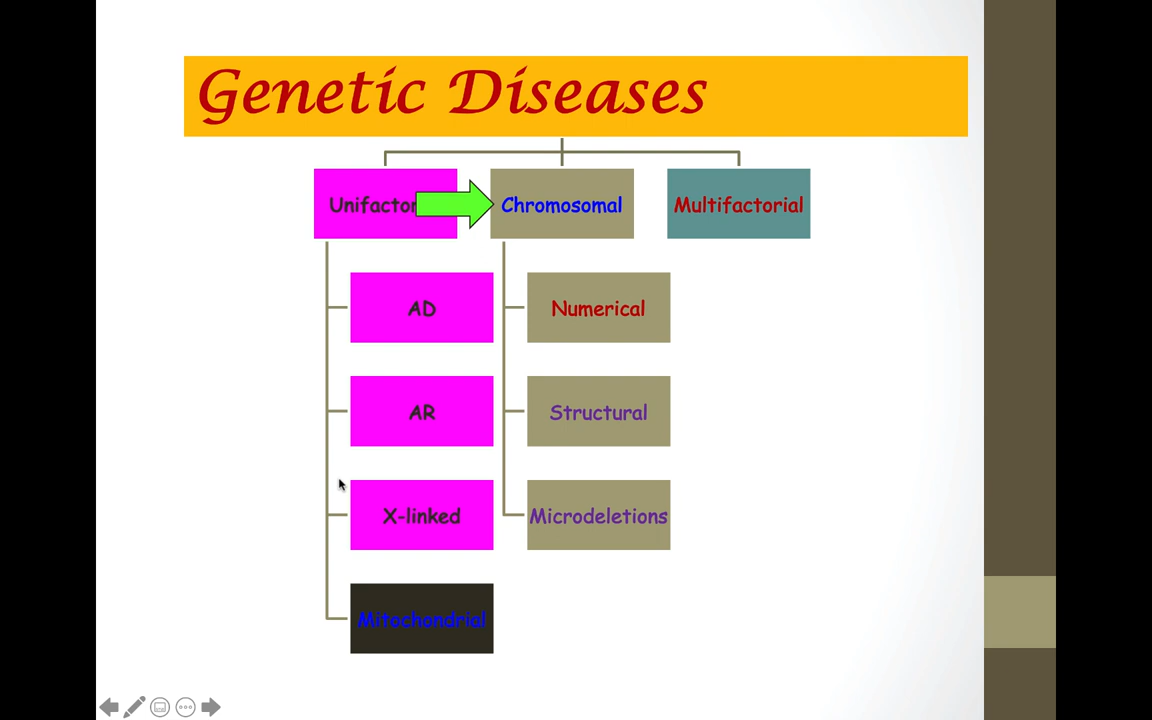 Genetic Diseases
Unifactor
Chromosomal
Multifactorial
AD
Numerical
AR
Structural
X-linked
Microdeletions
Mitochondrial